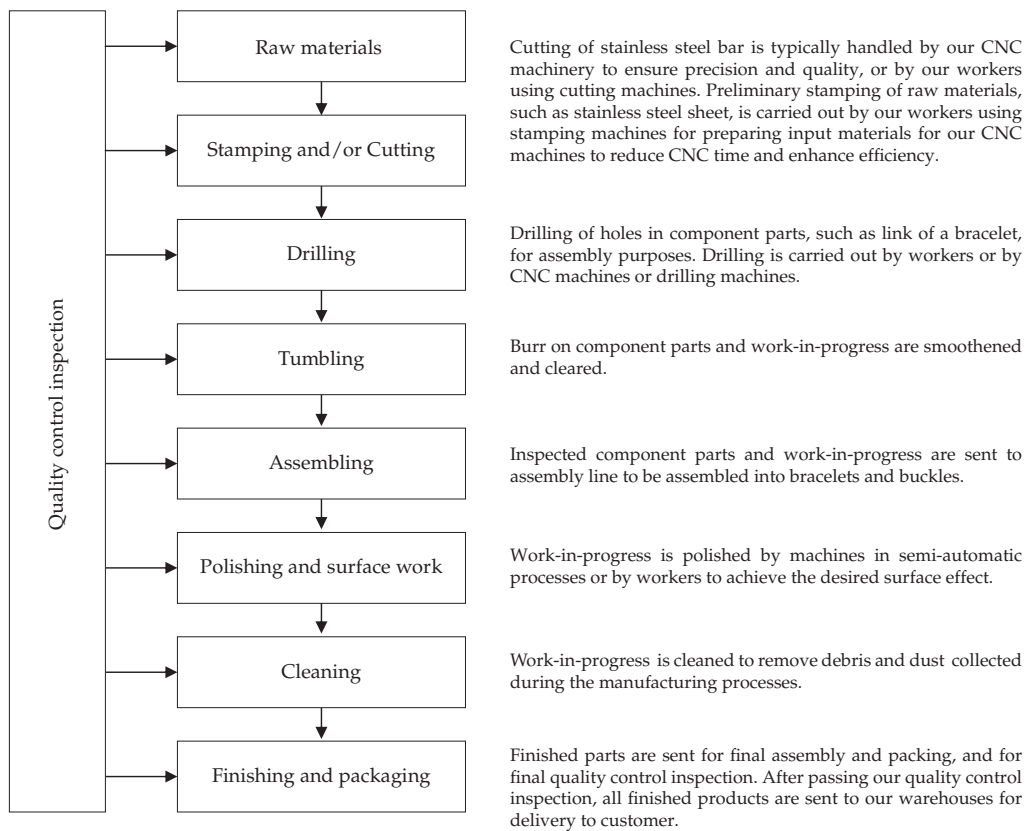 Quality control inspection
Raw materials
Cutting of stainless steel bar is typically handled by our CNC
machinery to ensure precision and quality, or by our workers
using cutting machines. Preliminary stamping of raw materials,
such as stainless steel sheet, is carried out by our workers using
stamping machines for preparing input materials for our CNC
machines to reduce CNC time and enhance efficiency.
Stamping and/or Cutting
Drilling
Drilling of holes in component parts, such as link of a bracelet,
for assembly purposes. Drilling is carried out by workers or by
CNC machines or drilling machines.
Tumbling
Burr on component parts and work-in-progress are smoothened
and cleared.
Assembling
Inspected component parts and work-in-progress are sent to
assembly line to be assembled into bracelets and buckles.
Polishing and surface work
Work-in-progress is polished by machines in semi-automatic
processes or by workers to achieve the desired surface effect.
Cleaning
Work-in-progress is cleaned to remove debris and dust collected
during the manufacturing processes.
Finishing and packaging
Finished parts are sent for final assembly and packing, and for
final quality control inspection. After passing our quality control
inspection, all finished products are sent to our warehouses for
delivery to customer.